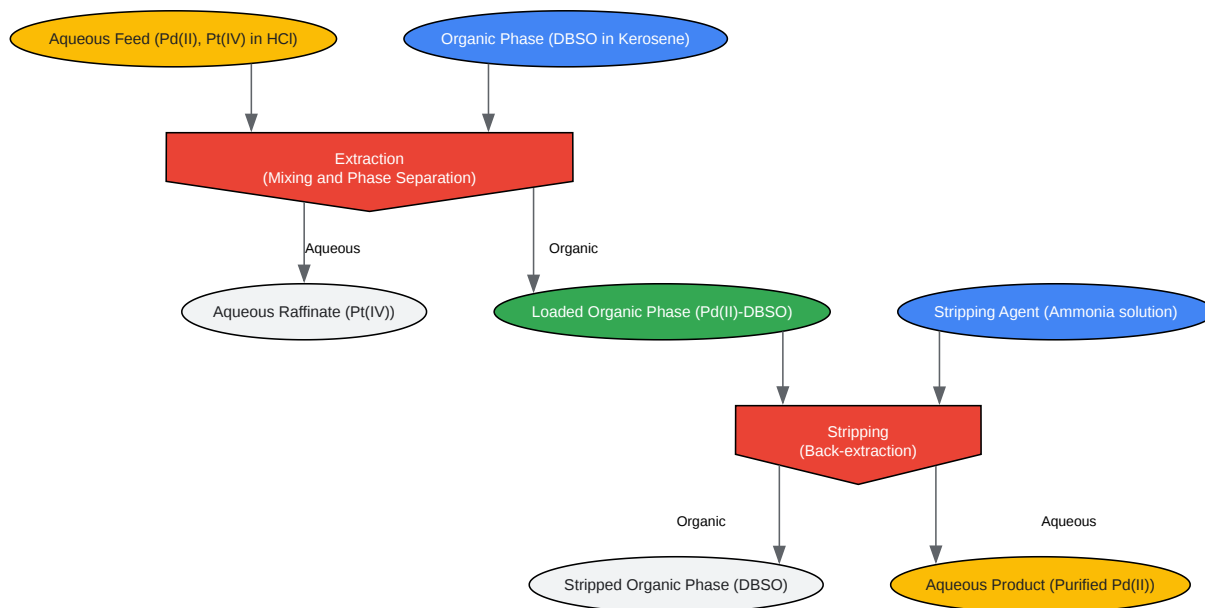 Aqueous Feed (Pd(II), Pt(IV) in HCl)
Organic Phase (DBSO in Kerosene)
Extraction
(Mixing and Phase Separation)
Aqueous
Organic
Aqueous Raffinate (Pt(IV))
Loaded Organic Phase (Pd(II)-DBSO)
Stripping Agent (Ammonia solution)
Stripping
(Back-extraction)
Organic
Aqueous
Stripped Organic Phase (DBSO)
Aqueous Product (Purified Pd(II))